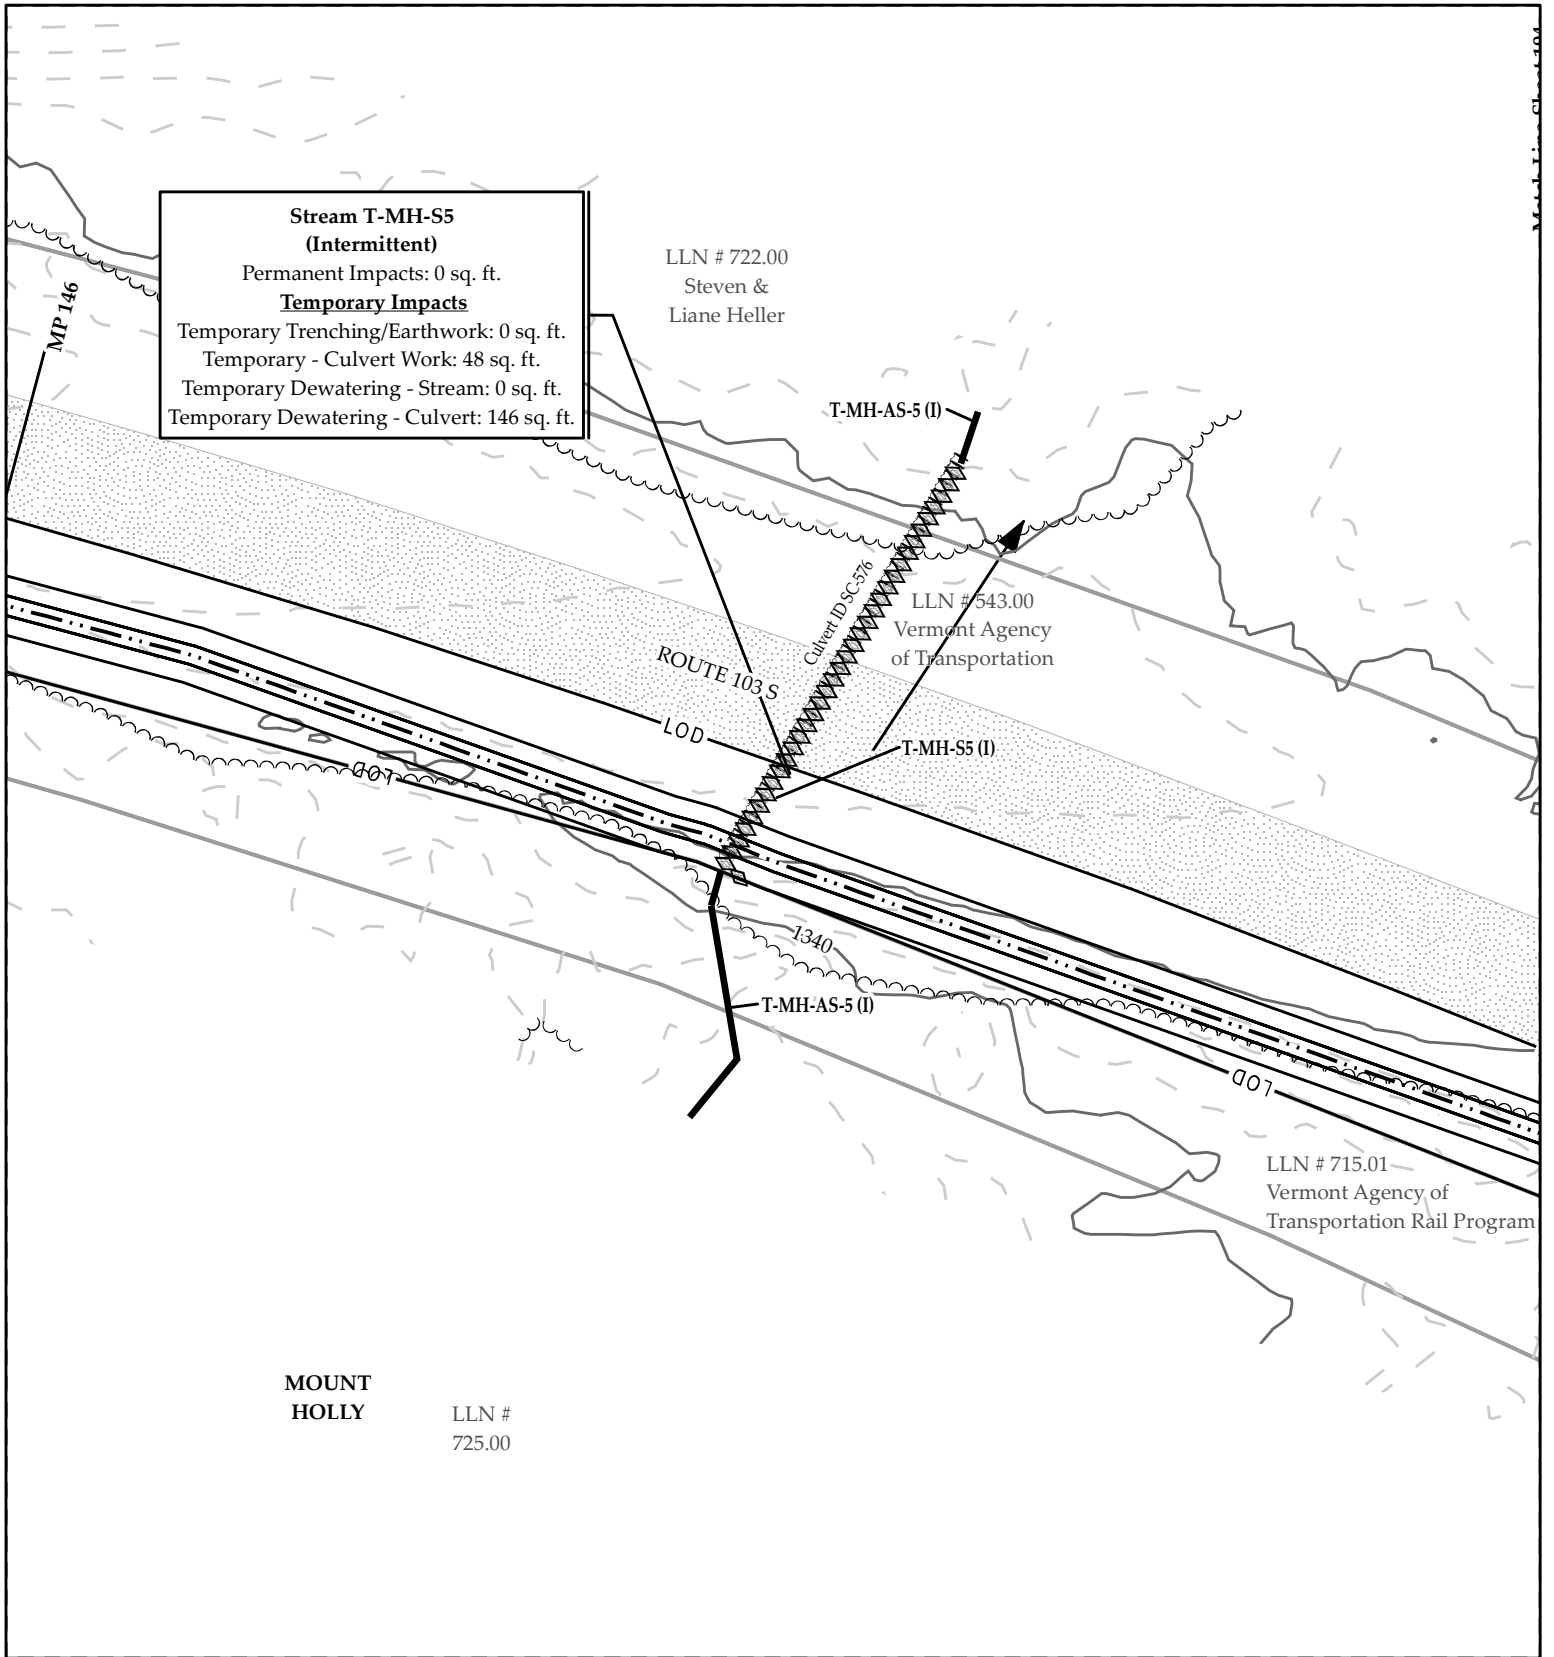 Stream T-MH-S5
(Intermittent)
Permanent Impacts: 0 sq. ft.
Temporary Impacts
Temporary Trenching/Earthwork: 0 sq. ft.
Temporary - Culvert Work: 48 sq. ft.
Temporary Dewatering - Stream: 0 sq. ft.
Temporary Dewatering - Culvert: 146 sq. ft.
MP 146
LLN # 722.00
Steven &
Liane Heller
T-MH-AS-5 (I)
Culvert ID SC-576
LLN # 543.00
Vermont Agency
of Transportation
ROUTE 103 S
LOD
T-MH-S5 (I)
LOD
1340
T-MH-AS-5 (I)
LOD
LLN # 715.01
Vermont Agency of
Transportation Rail Program
MOUNT
HOLLY
LLN #
725.00